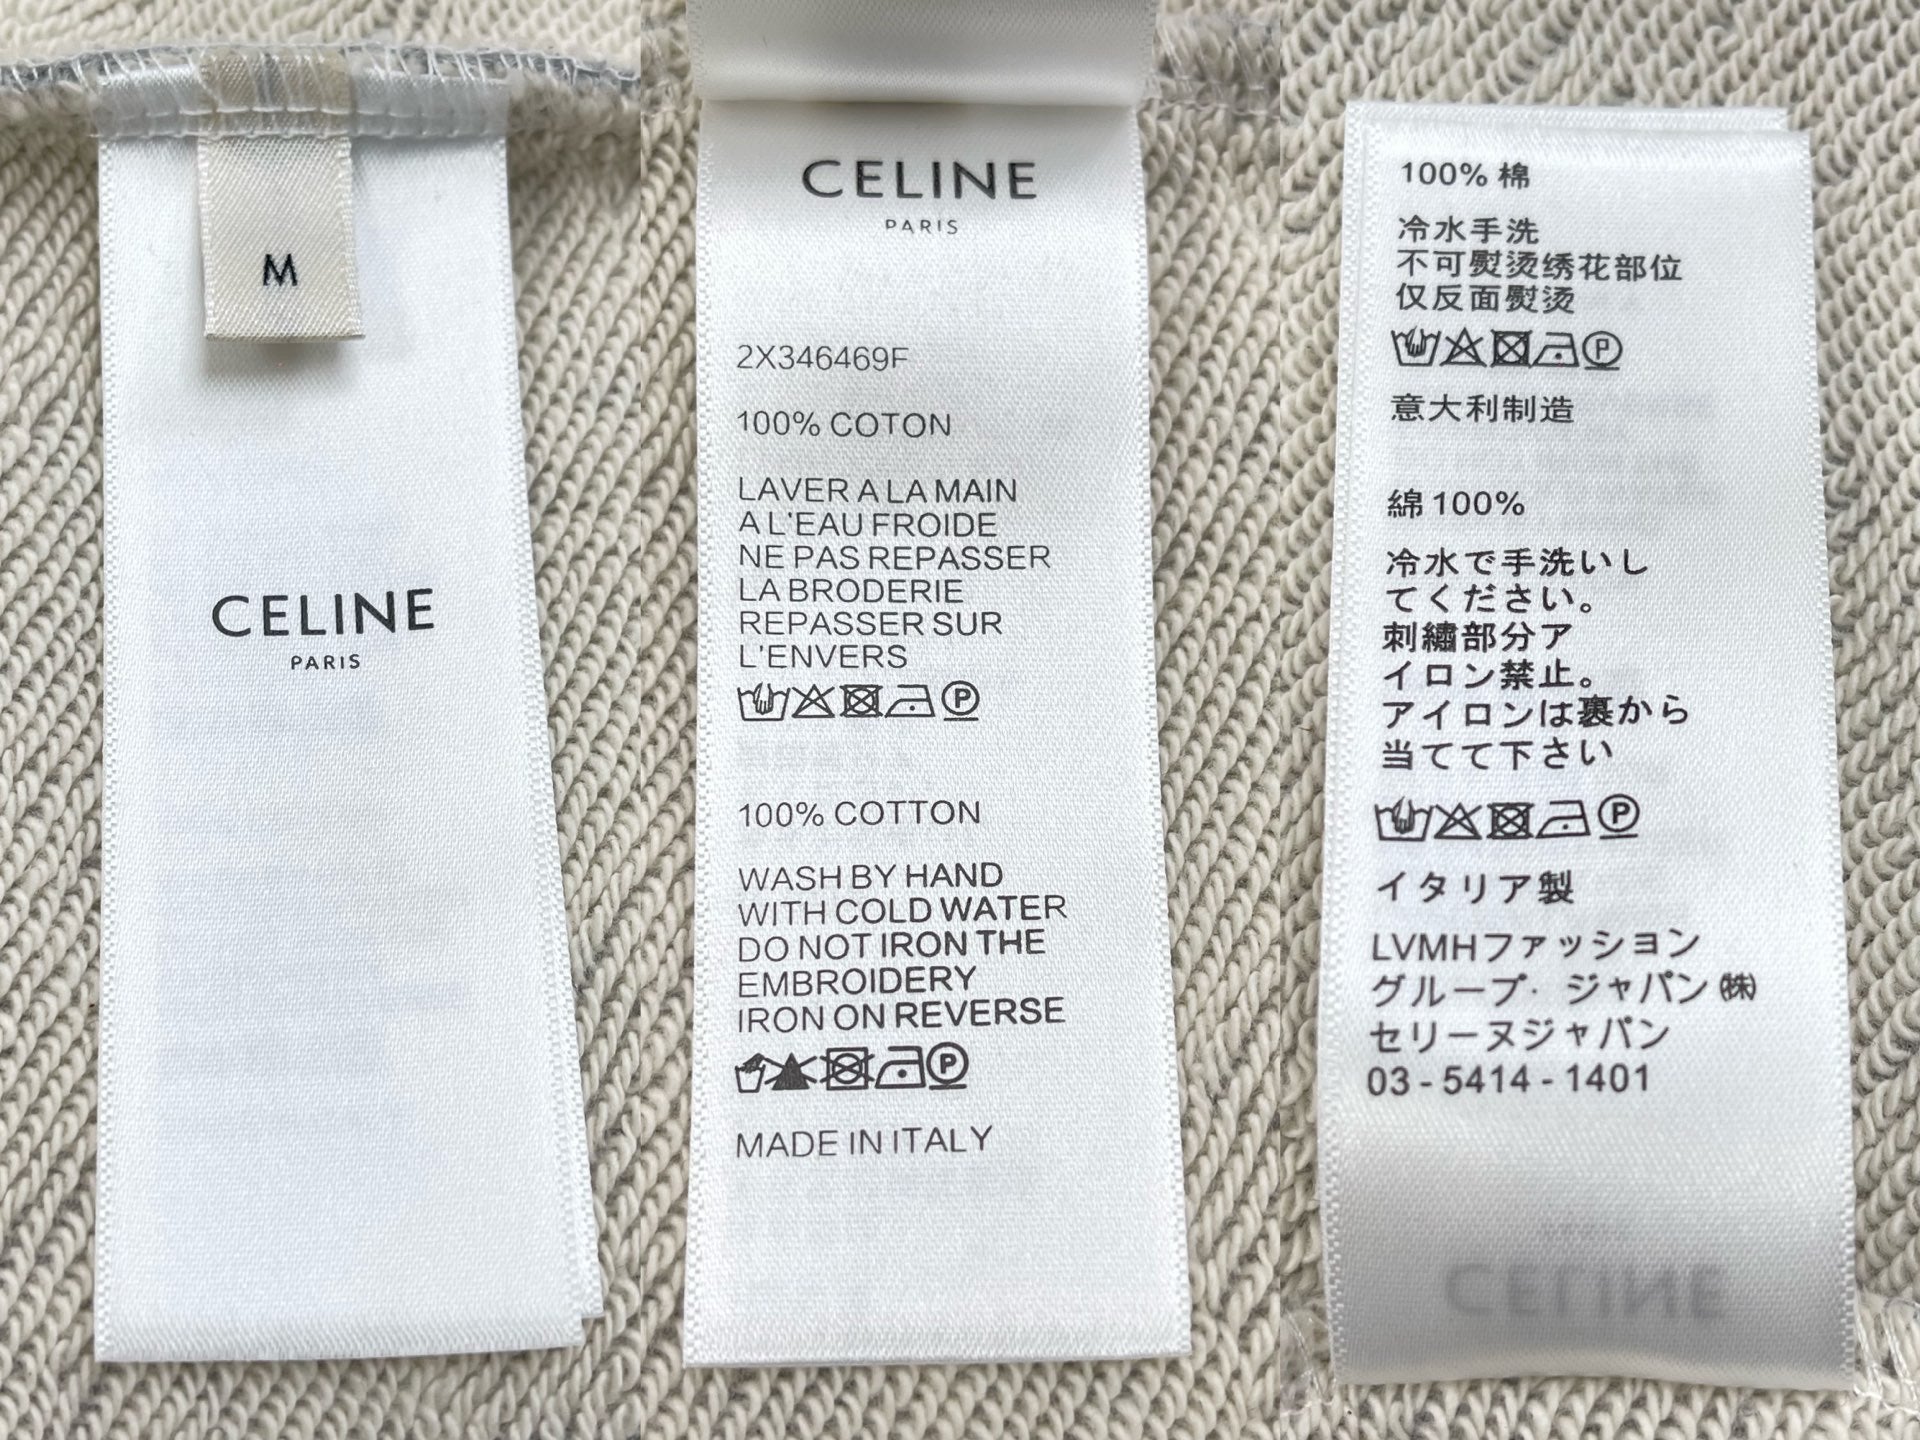 M
CELINE
PARIS
CELINE
PARIS
2X346469F
100% COTON
LAVER A LA MAIN
A L'EAU FROIDE
NE PAS REPASSER
LA BRODERIE
REPASSER SUR
L'ENVERS
P
100% COTTON
WASH BY HAND
WITH COLD WATER
DO NOT IRON THE
EMBROIDERY
IRON ON REVERSE
P
MADE IN ITALY
100% 棉
冷水手洗
不可熨烫绣花部位
仅反面熨烫
P
意大利制造
綿 100%
冷水で手洗いし
てください。
刺繡部分ア
イロン禁止。
アイロンは裏から
当てて下さい
P
イタリア製
LVMHファッション
グループ・ジャパン㈱
セリーヌジャパン
03 - 5414 - 1401
CELINE